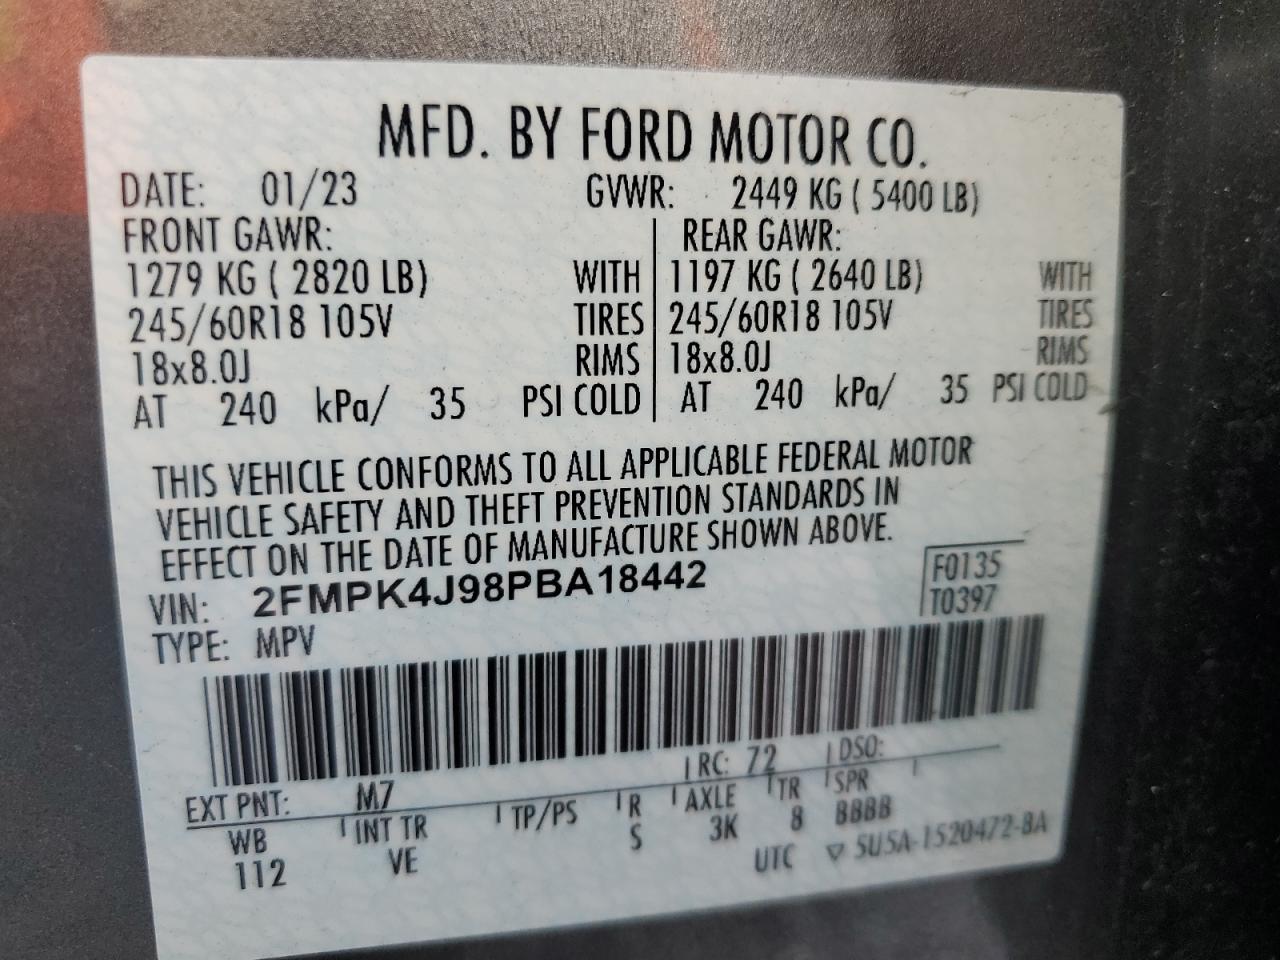 MFD. BY FORD MOTOR CO.
DATE: 01/23 GVWR: 2449 KG ( 5400 LB)
FRONT GAWR: REAR GAWR:
1279 KG ( 2820 LB) WITH 1197 KG ( 2640 LB) WITH
245/60R18 105V TIRES 245/60R18 105V TIRES
18x8.0J RIMS 18x8.0J RIMS
AT 240 kPa/ 35 PSI COLD AT 240 kPa/ 35 PSI COLD
THIS VEHICLE CONFORMS TO ALL APPLICABLE FEDERAL MOTOR
VEHICLE SAFETY AND THEFT PREVENTION STANDARDS IN
EFFECT ON THE DATE OF MANUFACTURE SHOWN ABOVE.
VIN: 2FMPK4J98PBA18442 F0135
TYPE: MPV T0397
EXT PNT: M7 RC: 72 DSO:
WB INT TR TP/PS R AXLE TR SPR
112 VE S 3K 8 BBBB
UTC ▽ 5U5A-1520472-BA